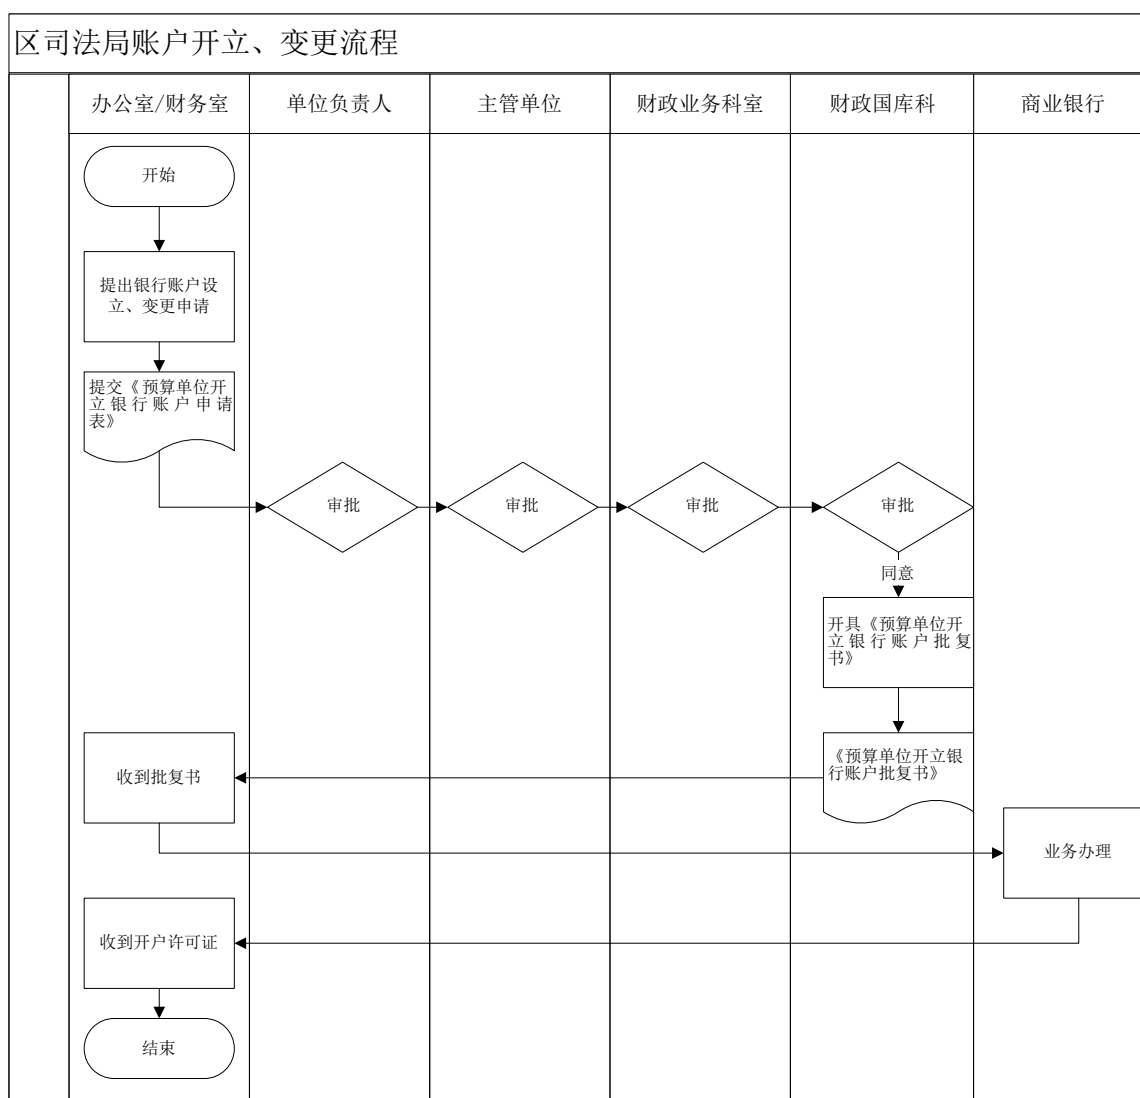 区司法局账户开立、变更流程
办公室/财务室
单位负责人
主管单位
财政业务科室
财政国库科
商业银行
开始
提出银行账户设
立、变更申请
提交《预算单位开
立银行账户申请
表》
审批
审批
审批
审批
同意
开具《预算单位开
立银行账户批复
书》
《预算单位开立银
行账户批复书》
收到批复书
业务办理
收到开户许可证
结束